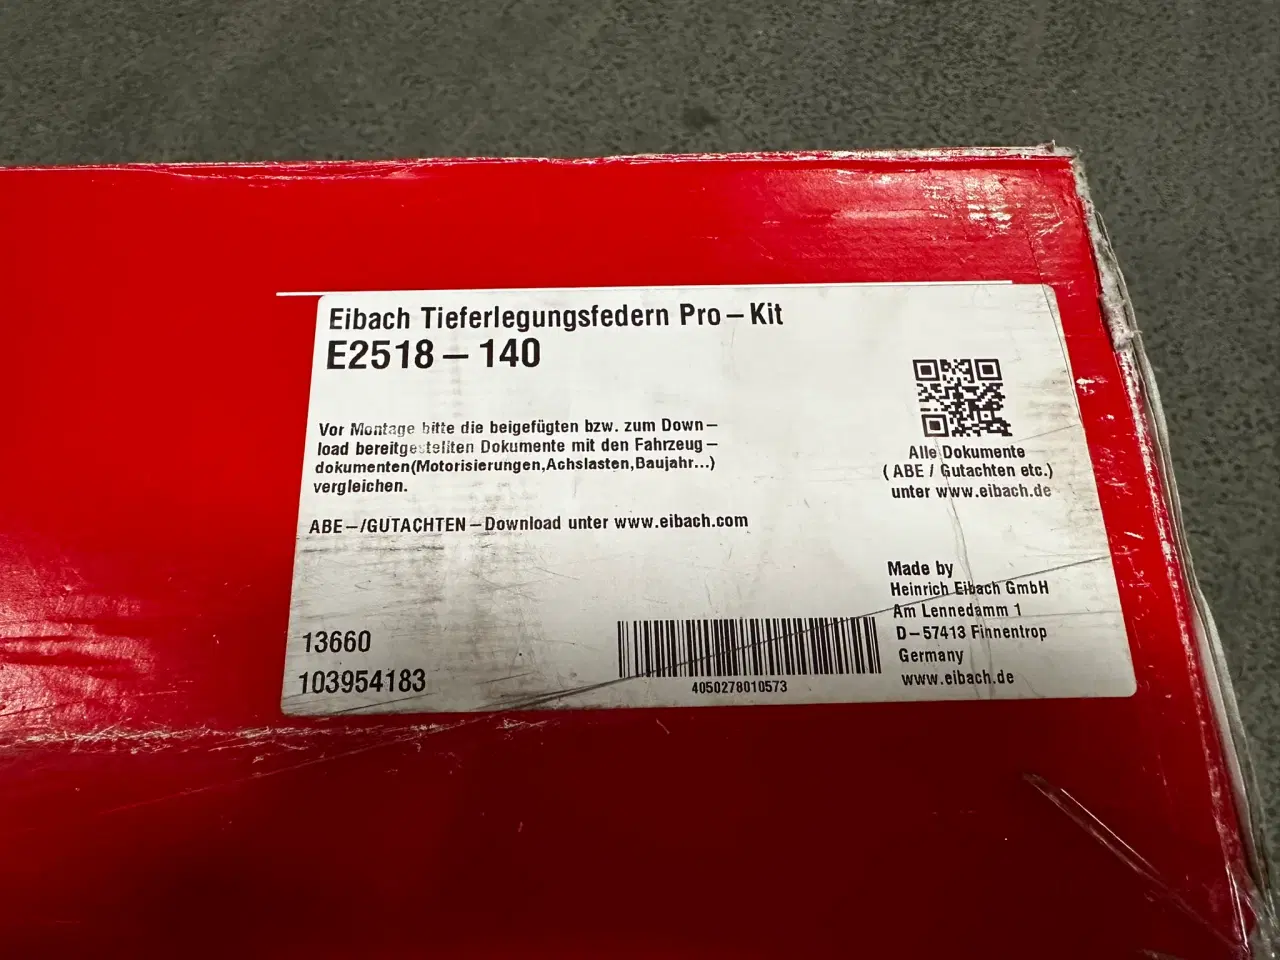 Eibach Tieferlegungsfedern Pro-Kit
E2518-140
Vor Montage bitte die beigefügten bzw. zum Down-
load bereitgestellten Dokumente mit den Fahrzeug-
dokumenten(Motorisierungen,Achslasten,Baujahr...)
vergleichen.
ABE-/GUTACHTEN-Download unter www.eibach.com
13660
103954183
4050278010573
Alle Dokumente
( ABE / Gutachten etc.)
unter www.eibach.de
Made by
Heinrich Eibach GmbH
Am Lennedamm 1
D-57413 Finnentrop
Germany
www.eibach.de